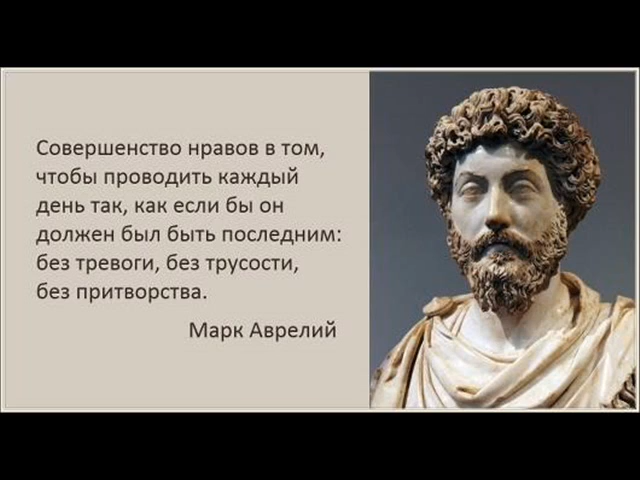 Совершенство нравов в том,
чтобы проводить каждый
день так, как если бы он
должен был быть последним:
без тревоги, без трусости,
без притворства.
Марк Аврелий